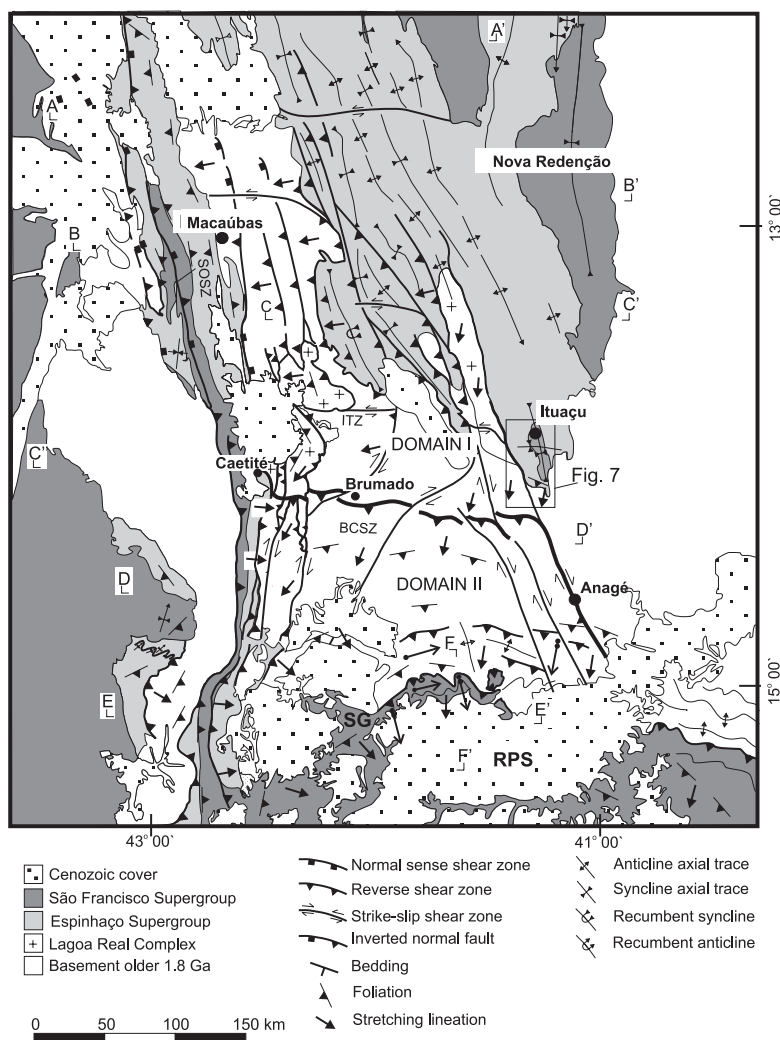 A'
A
Nova Redenção
B'
13° 00'
B
Macaúbas
SOSZ
C'
C
Ituaçu
ITZ
DOMAIN I
C''
Caetité
Fig. 7
Brumado
BCSZ
D'
D
DOMAIN II
Anagé
F
15° 00'
E
SG
E'
F'
RPS
43° 00`
41° 00`
Cenozoic cover
São Francisco Supergroup
Espinhaço Supergroup
Lagoa Real Complex
Basement older 1.8 Ga
Normal sense shear zone
Reverse shear zone
Strike-slip shear zone
Inverted normal fault
Bedding
Foliation
Stretching lineation
Anticline axial trace
Syncline axial trace
Recumbent syncline
Recumbent anticline
0 50 100 150 km